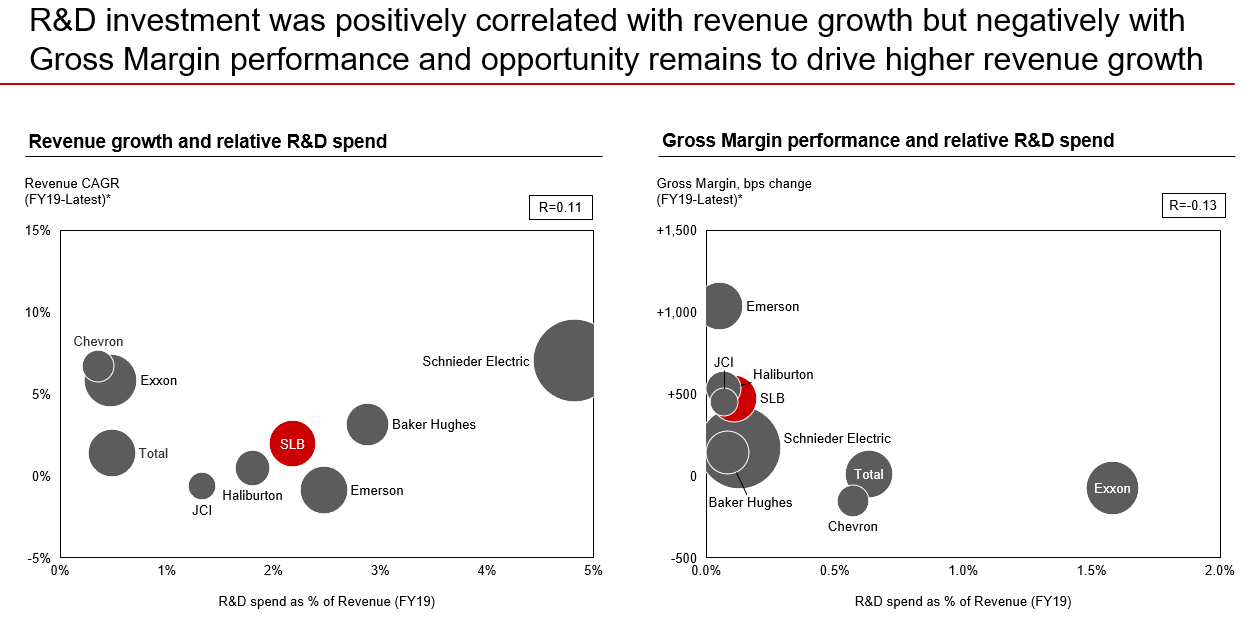 R&D investment was positively correlated with revenue growth but negatively with
Gross Margin performance and opportunity remains to drive higher revenue growth
Revenue growth and relative R&D spend
Revenue CAGR
(FY19-Latest)*
R=0.11
15%
10%
5%
0%
-5%
Chevron
Exxon
Total
JCI
Haliburton
SLB
Emerson
Baker Hughes
Schnieder Electric
0%
1%
2%
3%
4%
5%
R&D spend as % of Revenue (FY19)
Gross Margin performance and relative R&D spend
Gross Margin, bps change
(FY19-Latest)*
R=-0.13
+1,500
+1,000
+500
0
-500
Emerson
JCI
Haliburton
SLB
Schnieder Electric
Baker Hughes
Total
Chevron
Exxon
0.0%
0.5%
1.0%
1.5%
2.0%
R&D spend as % of Revenue (FY19)